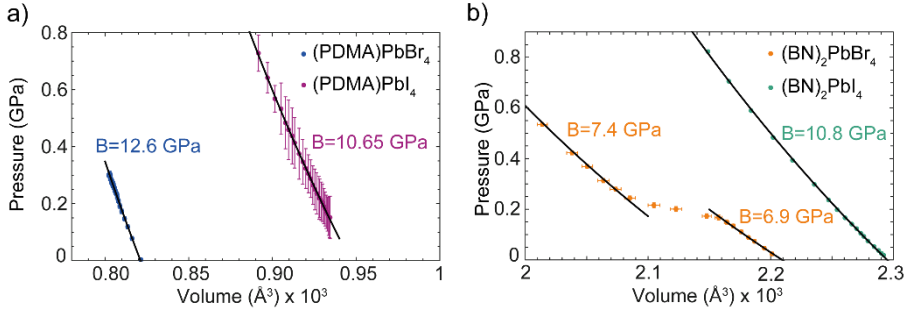 a)
0.8
0.6
0.4
0.2
0
Pressure (GPa)
(PDMA)PbBr₄
(PDMA)PbI₄
B=12.6 GPa
B=10.65 GPa
0.80 0.85 0.90 0.95 1
Volume (Å³) x 10³
b)
0.8
0.6
0.4
0.2
0
Pressure (GPa)
(BN)₂PbBr₄
(BN)₂PbI₄
B=7.4 GPa
B=10.8 GPa
B=6.9 GPa
2 2.1 2.2 2.3
Volume (Å³) x 10³